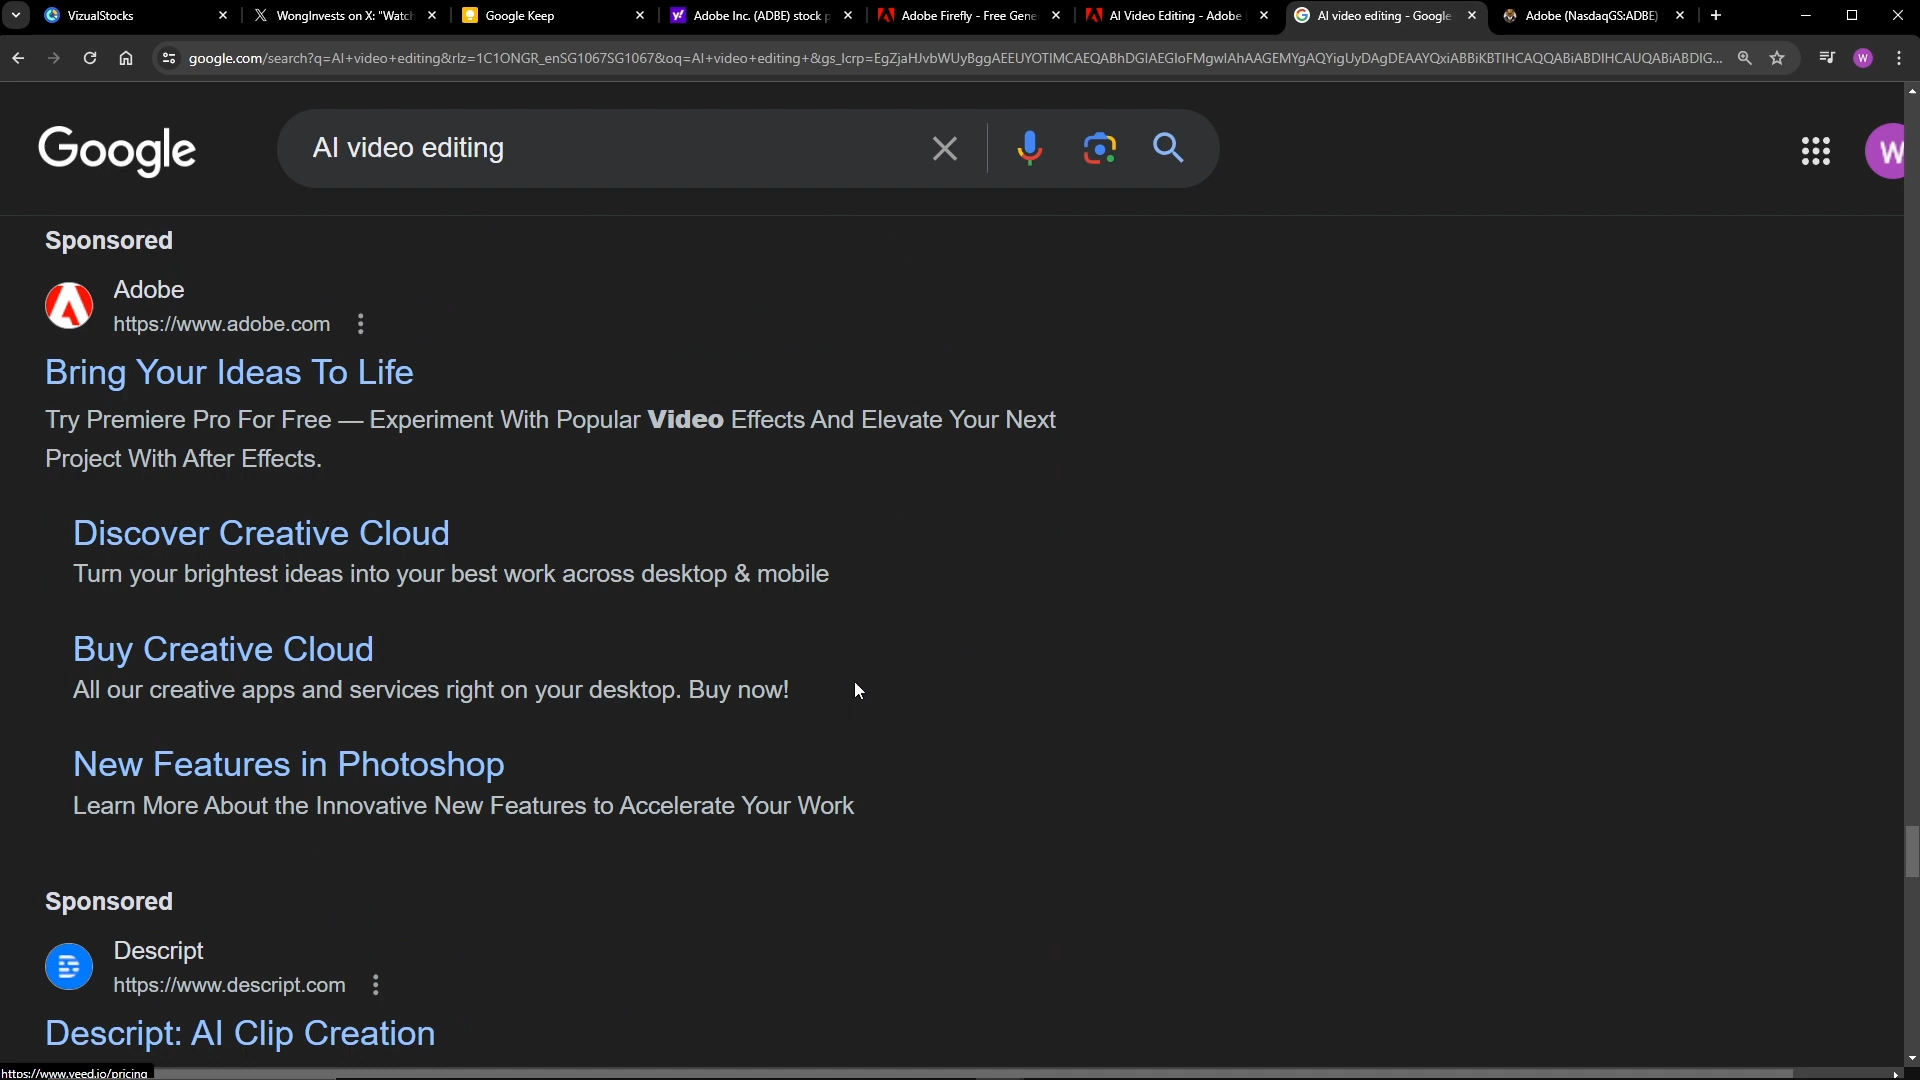 VizualStocks
WongInvests on X: "Watch
Google Keep
Adobe Inc. (ADBE) stock p
Adobe Firefly - Free Gene
AI Video Editing - Adobe
AI video editing - Google
Adobe (NasdaqGS:ADBE)
google.com/search?q=AI+video+editing&rlz=1C1ONGR_enSG1067SG1067&oq=AI+video+editing+&gs_lcrp=EgZjaHJvbWUyBggAEEUYOTIMCAEQABhDGIAEGIoFMgwIAhAAGEMYgAQYigUyDAgDEAAYQxiABBiKBTIHCAQQABiABDIHCAUQABiABDIG...
Google
AI video editing
W
Sponsored
Adobe
https://www.adobe.com
Bring Your Ideas To Life
Try Premiere Pro For Free — Experiment With Popular Video Effects And Elevate Your Next
Project With After Effects.
Discover Creative Cloud
Turn your brightest ideas into your best work across desktop & mobile
Buy Creative Cloud
All our creative apps and services right on your desktop. Buy now!
New Features in Photoshop
Learn More About the Innovative New Features to Accelerate Your Work
Sponsored
Descript
https://www.descript.com
Descript: AI Clip Creation
https://www.veed.io/pricing